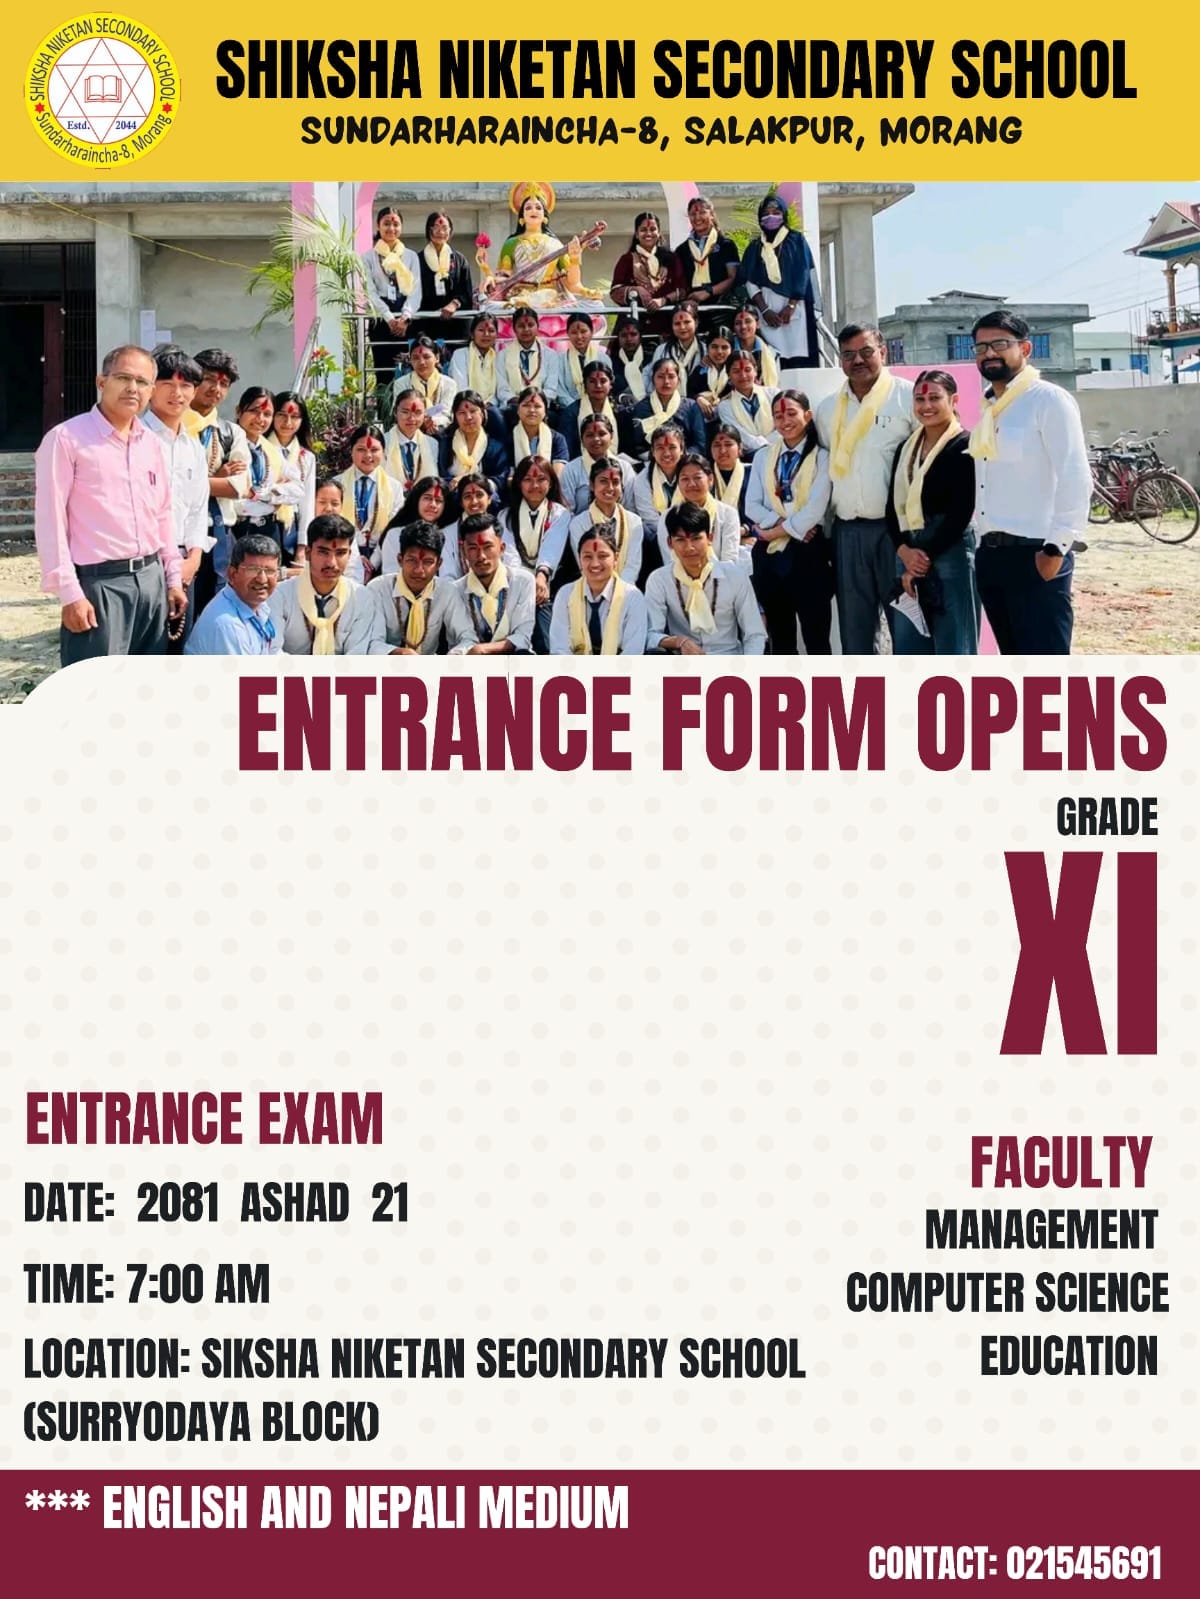 SHIKSHA NIKETAN SECONDARY SCHOOL
Estd. 2044
Sundarharaincha-8, Morang
SHIKSHA NIKETAN SECONDARY SCHOOL
SUNDARHARAINCHA-8, SALAKPUR, MORANG
ENTRANCE FORM OPENS
GRADE
XI
ENTRANCE EXAM
DATE: 2081 ASHAD 21
TIME: 7:00 AM
LOCATION: SIKSHA NIKETAN SECONDARY SCHOOL
(SURRYODAYA BLOCK)
FACULTY
MANAGEMENT
COMPUTER SCIENCE
EDUCATION
*** ENGLISH AND NEPALI MEDIUM
CONTACT: 021545691